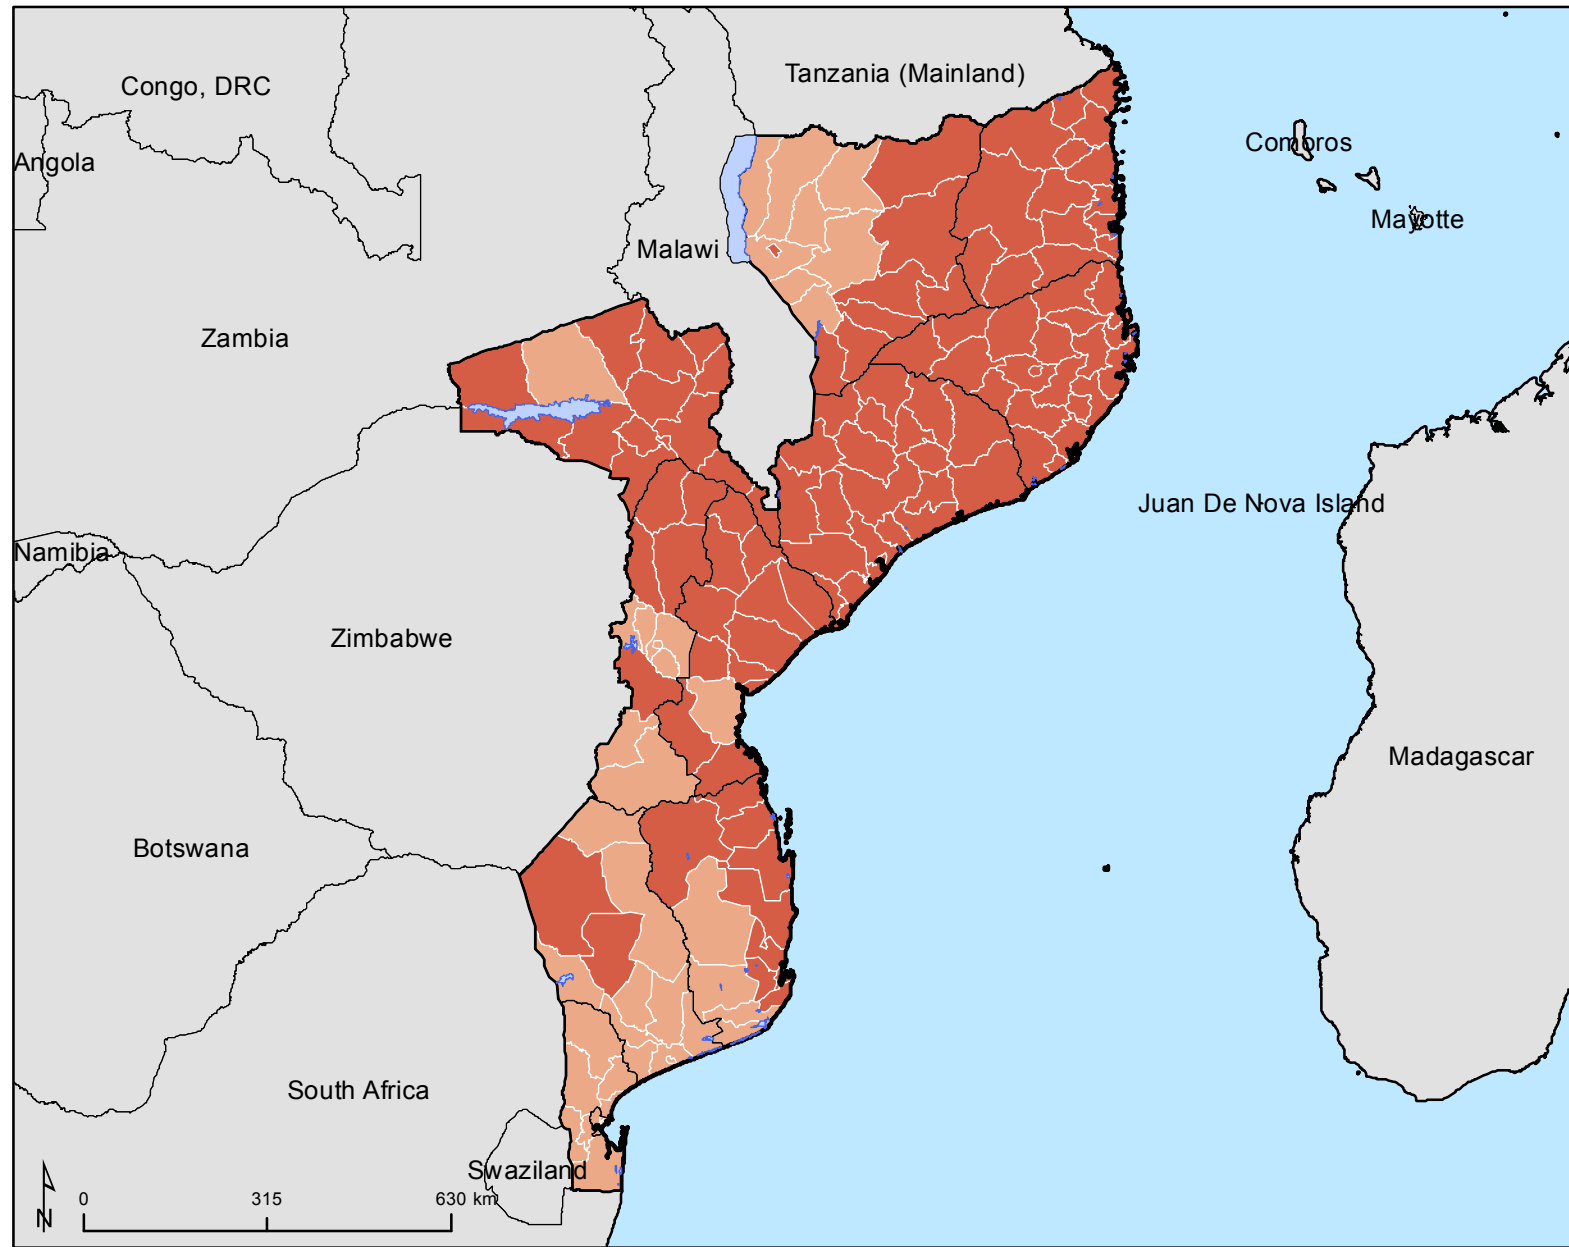 Tanzania (Mainland)
Congo, DRC
Comoros
Angola
Mayotte
Malawi
Zambia
Juan De Nova Island
Namibia
Zimbabwe
Madagascar
Botswana
South Africa
Swaziland
0 315 630 km
N